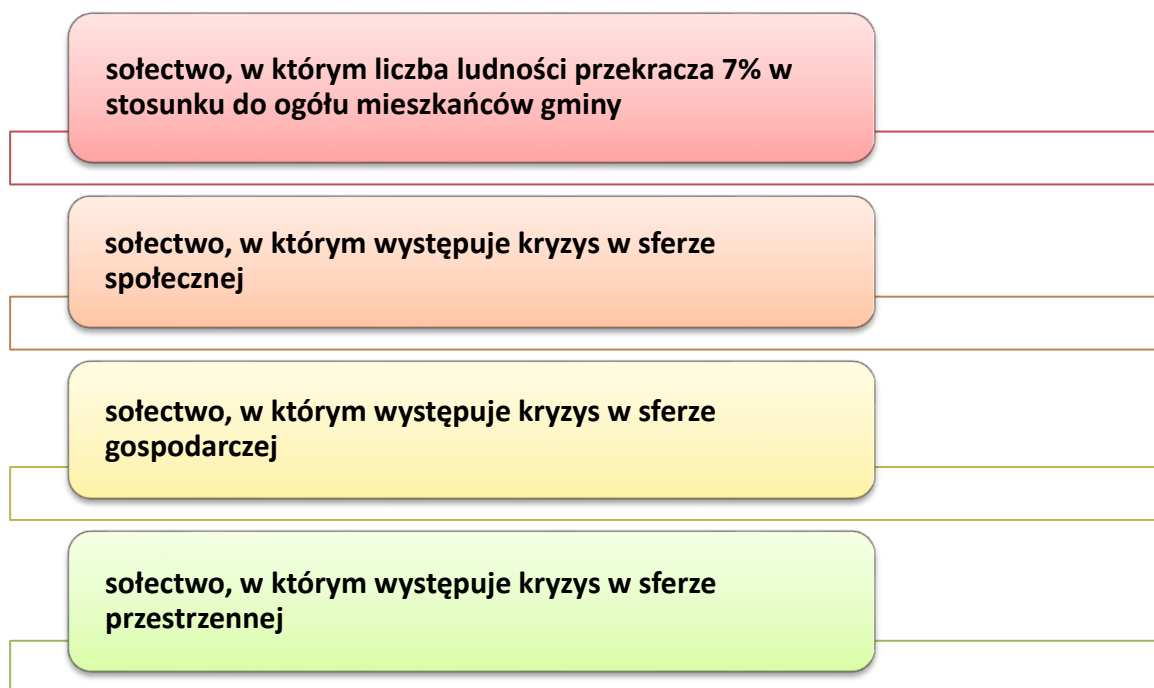 sołectwo, w którym liczba ludności przekracza 7% w
stosunku do ogółu mieszkańców gminy
sołectwo, w którym występuje kryzys w sferze
społecznej
sołectwo, w którym występuje kryzys w sferze
gospodarczej
sołectwo, w którym występuje kryzys w sferze
przestrzennej